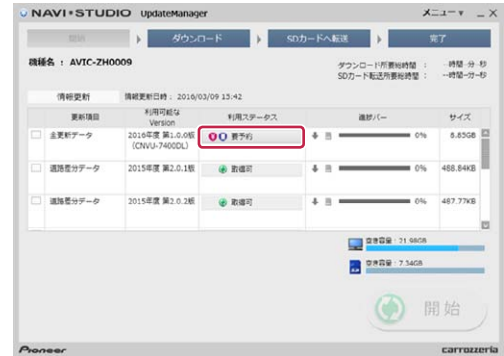 NAVI*STUDIO UpdateManager メニュー▼ _ X
開始 ダウンロード SDカードへ転送 完了
機種名 : AVIC-ZH0009
ダウンロード所要総時間 : --時間--分--秒
SDカード転送所要総時間 : --時間--分--秒
情報更新 情報更新日時 : 2016/03/09 15:42
更新項目 利用可能な Version 利用ステータス 進捗バー サイズ
主更新データ 2016年度 第1.0.0版 要予約 0% 8.85GB
(CNVU-7400DL)
道路差分データ 2015年度 第2.0.1版 取得可 0% 488.84KB
道路差分データ 2015年度 第2.0.2版 取得可 0% 487.77KB
空き容量 : 21.98GB
空き容量 : 7.34GB
開始
Pioneer carrozzeria